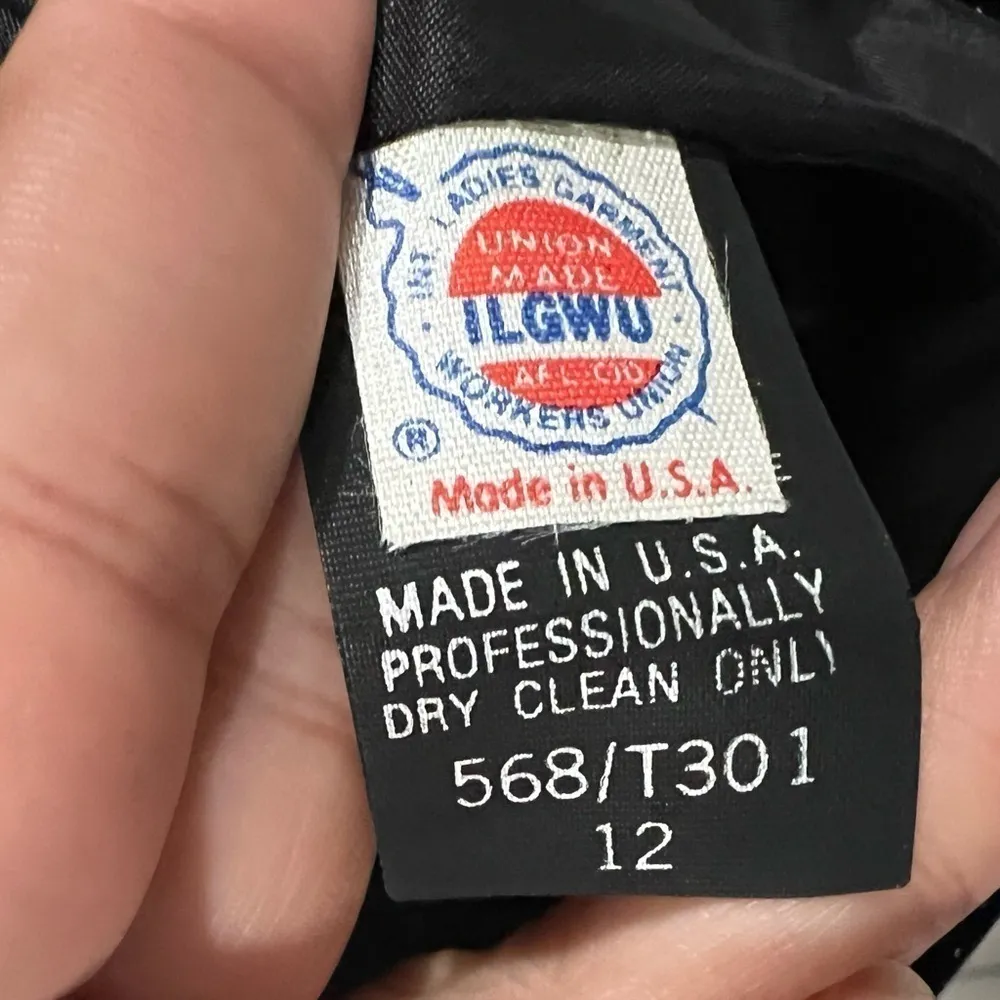 INT. LADIES GARMENT
UNION
MADE
ILGWU
AFL-CIO
WORKERS UNION
®
Made in U.S.A.
MADE IN U.S.A.
PROFESSIONALLY
DRY CLEAN ONLY
568/T301
12